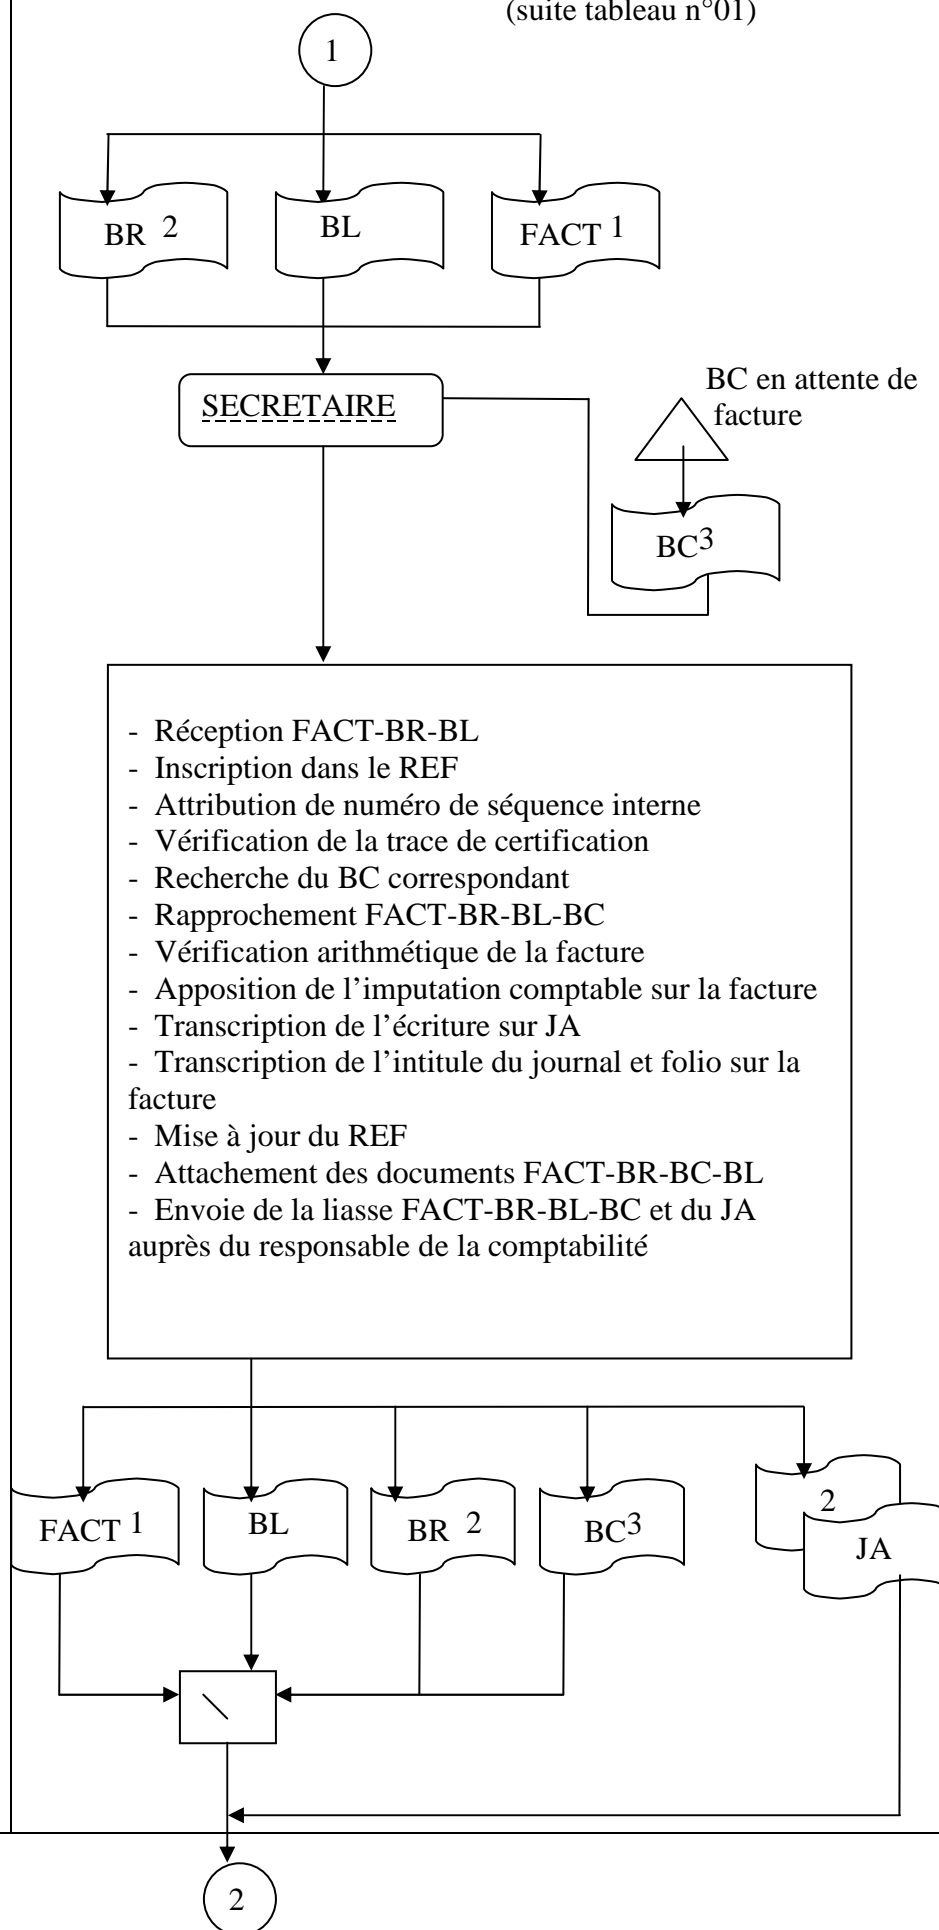 (suite tableau n°01)
1
BR 2
BL
FACT 1
SECRETAIRE
BC en attente de
facture
BC3
- Réception FACT-BR-BL
- Inscription dans le REF
- Attribution de numéro de séquence interne
- Vérification de la trace de certification
- Recherche du BC correspondant
- Rapprochement FACT-BR-BL-BC
- Vérification arithmétique de la facture
- Apposition de l’imputation comptable sur la facture
- Transcription de l’écriture sur JA
- Transcription de l’intitule du journal et folio sur la
facture
- Mise à jour du REF
- Attachement des documents FACT-BR-BC-BL
- Envoie de la liasse FACT-BR-BL-BC et du JA
auprès du responsable de la comptabilité
FACT 1
BL
BR 2
BC3
2
JA
2